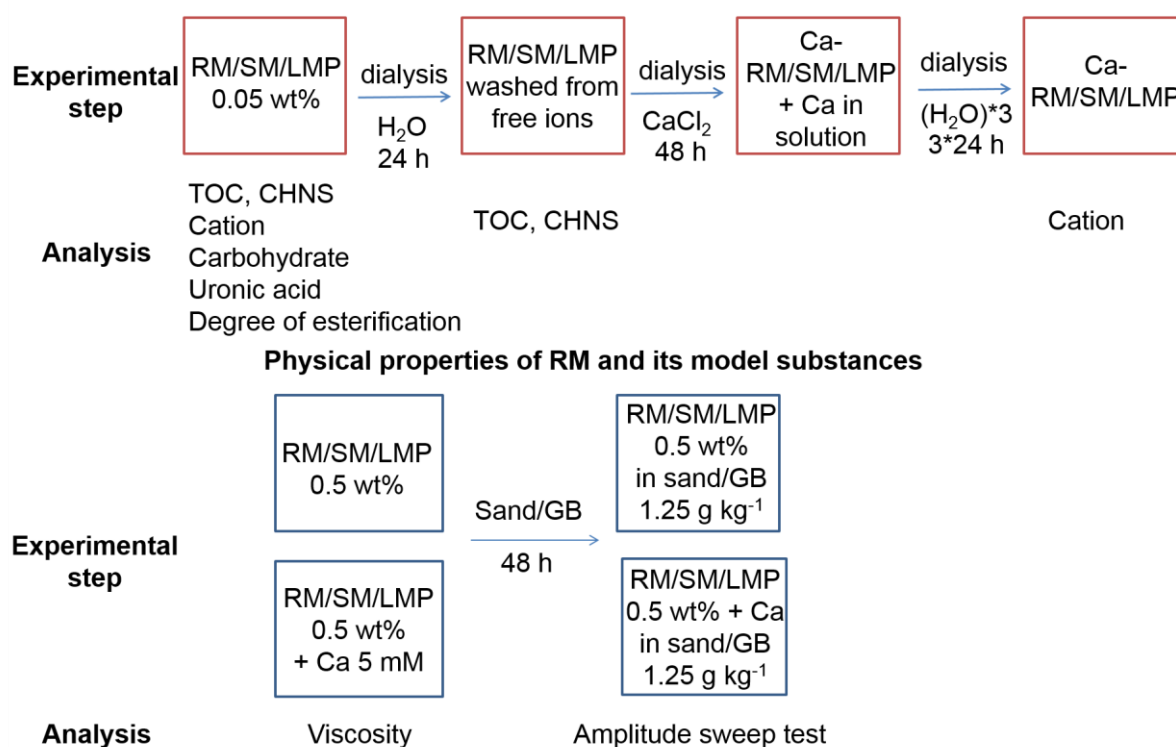 Experimental
step
RM/SM/LMP
0.05 wt%
dialysis
H₂O
24 h
RM/SM/LMP
washed from
free ions
dialysis
CaCl₂
48 h
Ca-
RM/SM/LMP
+ Ca in
solution
dialysis
(H₂O)*3
3*24 h
Ca-
RM/SM/LMP
Analysis
TOC, CHNS
Cation
Carbohydrate
Uronic acid
Degree of esterification
TOC, CHNS
Cation
Physical properties of RM and its model substances
Experimental
step
RM/SM/LMP
0.5 wt%
RM/SM/LMP
0.5 wt%
+ Ca 5 mM
Sand/GB
48 h
RM/SM/LMP
0.5 wt%
in sand/GB
1.25 g kg⁻¹
RM/SM/LMP
0.5 wt% + Ca
in sand/GB
1.25 g kg⁻¹
Analysis
Viscosity
Amplitude sweep test